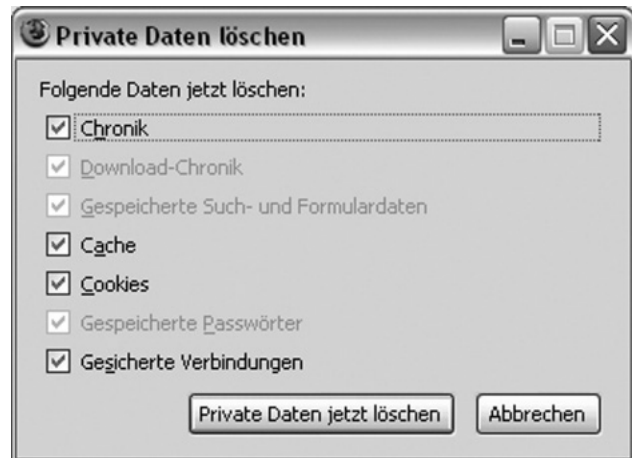 Private Daten löschen
Folgende Daten jetzt löschen:
Chronik
Download-Chronik
Gespeicherte Such- und Formulardaten
Cache
Cookies
Gespeicherte Passwörter
Gesicherte Verbindungen
Private Daten jetzt löschen Abbrechen